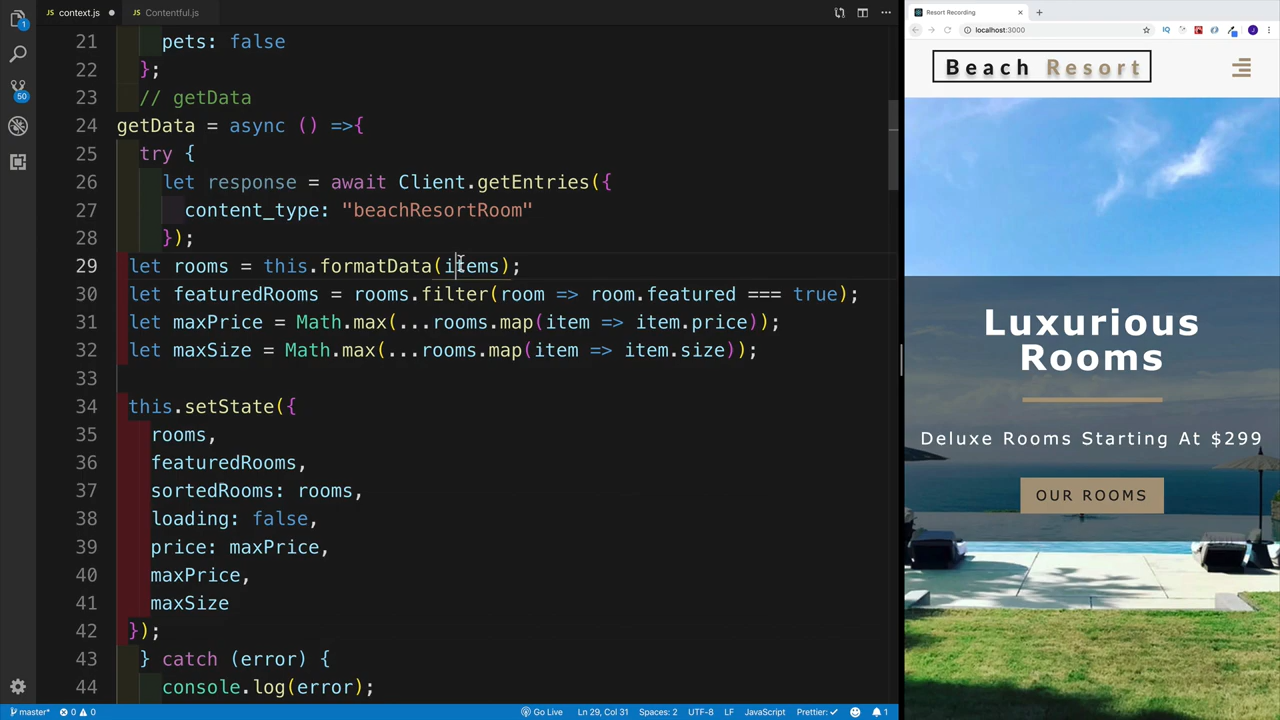 context.js
Contentful.js
21 pets: false
22 };
23 // getData
24 getData = async () =>{
25 try {
26 let response = await Client.getEntries({
27 content_type: "beachResortRoom"
28 });
29 let rooms = this.formatData(items);
30 let featuredRooms = rooms.filter(room => room.featured === true);
31 let maxPrice = Math.max(...rooms.map(item => item.price));
32 let maxSize = Math.max(...rooms.map(item => item.size));
33
34 this.setState({
35 rooms,
36 featuredRooms,
37 sortedRooms: rooms,
38 loading: false,
39 price: maxPrice,
40 maxPrice,
41 maxSize
42 });
43 } catch (error) {
44 console.log(error);
1
50
master* 0 0 Go Live Ln 29, Col 31 Spaces: 2 UTF-8 LF JavaScript Prettier: ✓ 1
Resort Recording
localhost:3000
IQ
J
Beach Resort
Luxurious
Rooms
Deluxe Rooms Starting At $299
OUR ROOMS